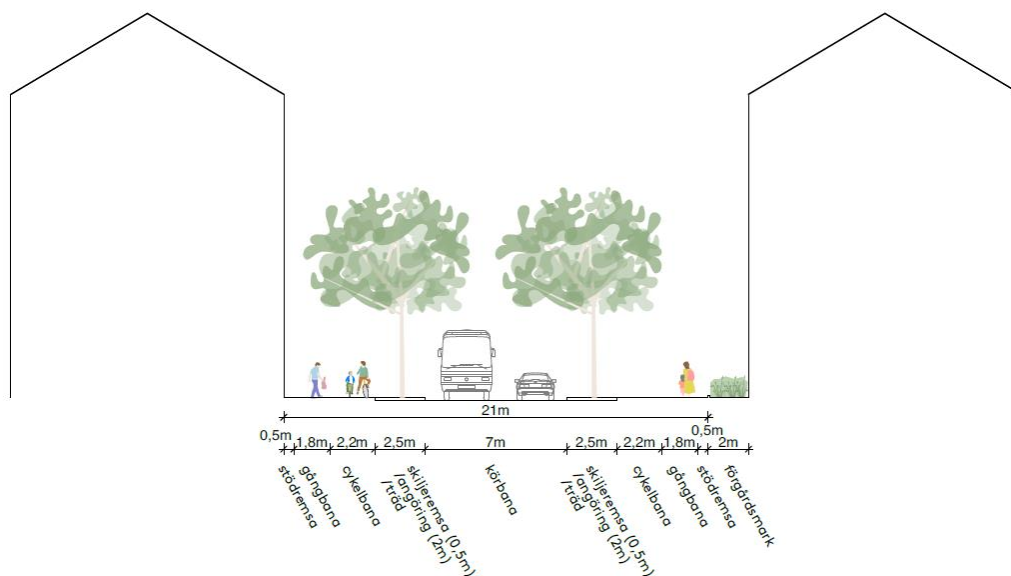 21m
0,5m 1,8m 2,2m 2,5m 7m 2,5m 2,2m 1,8m 0,5m 2m
stödremsa
gångbana
cykelbana
skiljeremsa (0,5m)
/angöring (2m)
/träd
körbana
skiljeremsa (0,5m)
/angöring (2m)
/träd
cykelbana
gångbana
stödremsa
förgårdsmark